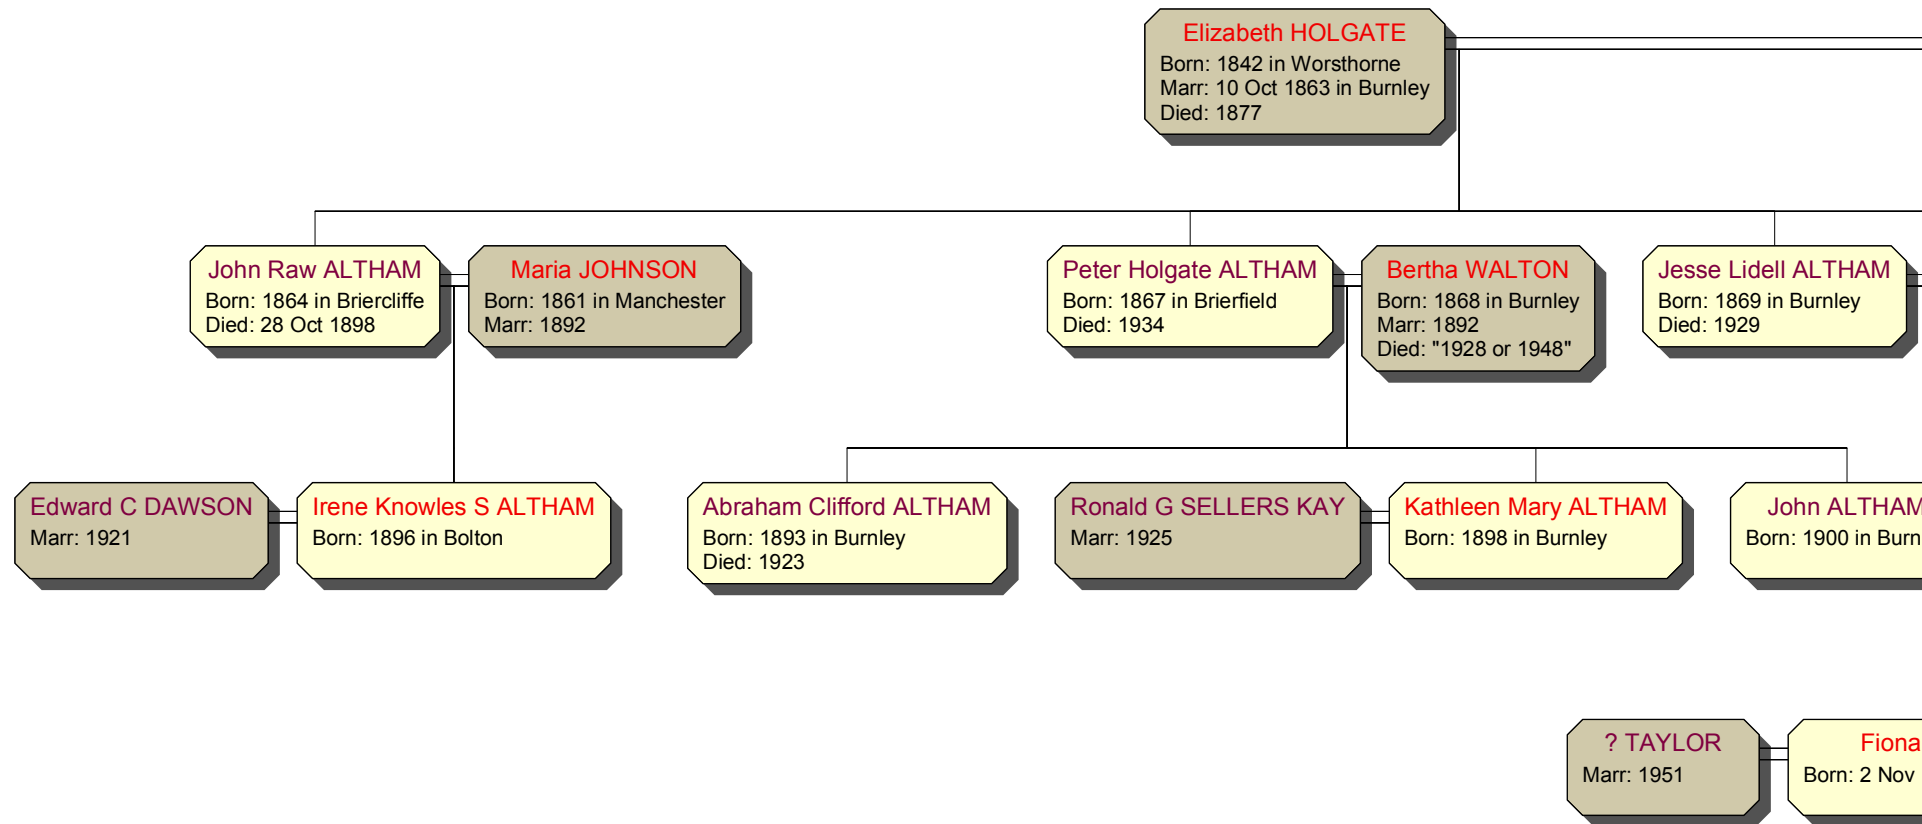 Elizabeth HOLGATE
Born: 1842 in Worsthorne
Marr: 10 Oct 1863 in Burnley
Died: 1877
John Raw ALTHAM
Born: 1864 in Briercliffe
Died: 28 Oct 1898
Maria JOHNSON
Born: 1861 in Manchester
Marr: 1892
Peter Holgate ALTHAM
Born: 1867 in Brierfield
Died: 1934
Bertha WALTON
Born: 1868 in Burnley
Marr: 1892
Died: "1928 or 1948"
Jesse Lidell ALTHAM
Born: 1869 in Burnley
Died: 1929
Edward C DAWSON
Marr: 1921
Irene Knowles S ALTHAM
Born: 1896 in Bolton
Abraham Clifford ALTHAM
Born: 1893 in Burnley
Died: 1923
Ronald G SELLERS KAY
Marr: 1925
Kathleen Mary ALTHAM
Born: 1898 in Burnley
John ALTHAM
Born: 1900 in Burn
? TAYLOR
Marr: 1951
Fiona
Born: 2 Nov